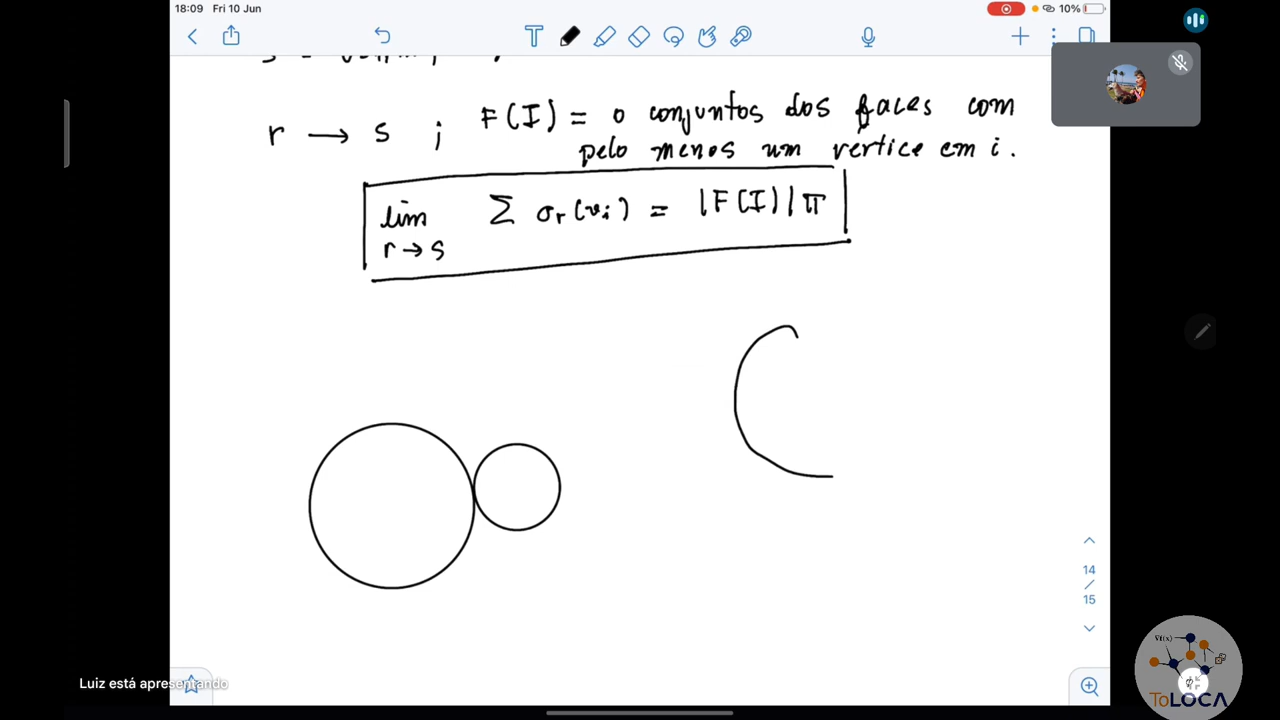 18:09 Fri 10 Jun
10%
r → s ; F(I) = o conjuntos dos faces com
pelo menos um vertice em i.
lim Σ σr(vi) = |F(I)| π
r → s
14
/
15
Luiz está apresentando
∇f(x)
ToLOCA